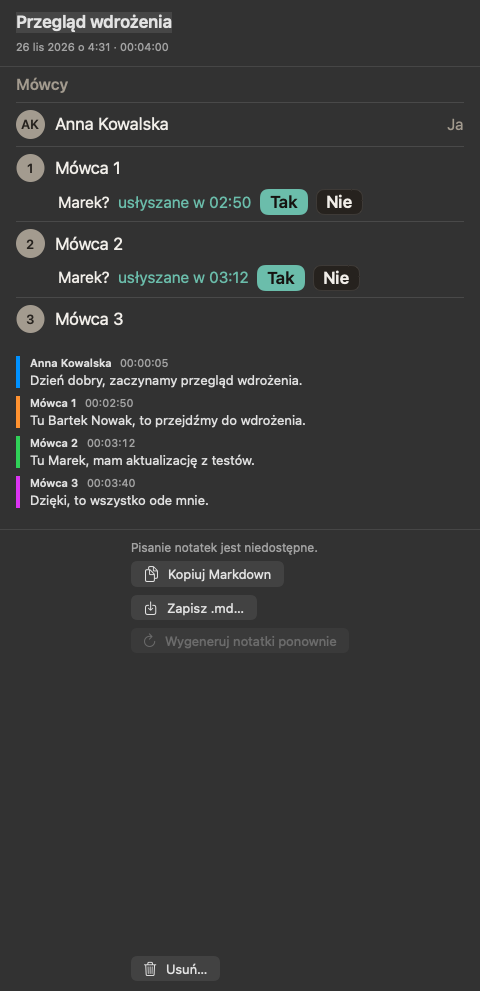 Przegląd wdrożenia
26 lis 2026 o 4:31 · 00:04:00
Mówcy
AK Anna Kowalska Ja
1 Mówca 1
Marek? usłyszane w 02:50 Tak Nie
2 Mówca 2
Marek? usłyszane w 03:12 Tak Nie
3 Mówca 3
Anna Kowalska 00:00:05
Dzień dobry, zaczynamy przegląd wdrożenia.
Mówca 1 00:02:50
Tu Bartek Nowak, to przejdźmy do wdrożenia.
Mówca 2 00:03:12
Tu Marek, mam aktualizację z testów.
Mówca 3 00:03:40
Dzięki, to wszystko ode mnie.
Pisanie notatek jest niedostępne.
Kopiuj Markdown
Zapisz .md...
Wygeneruj notatki ponownie
Usuń...